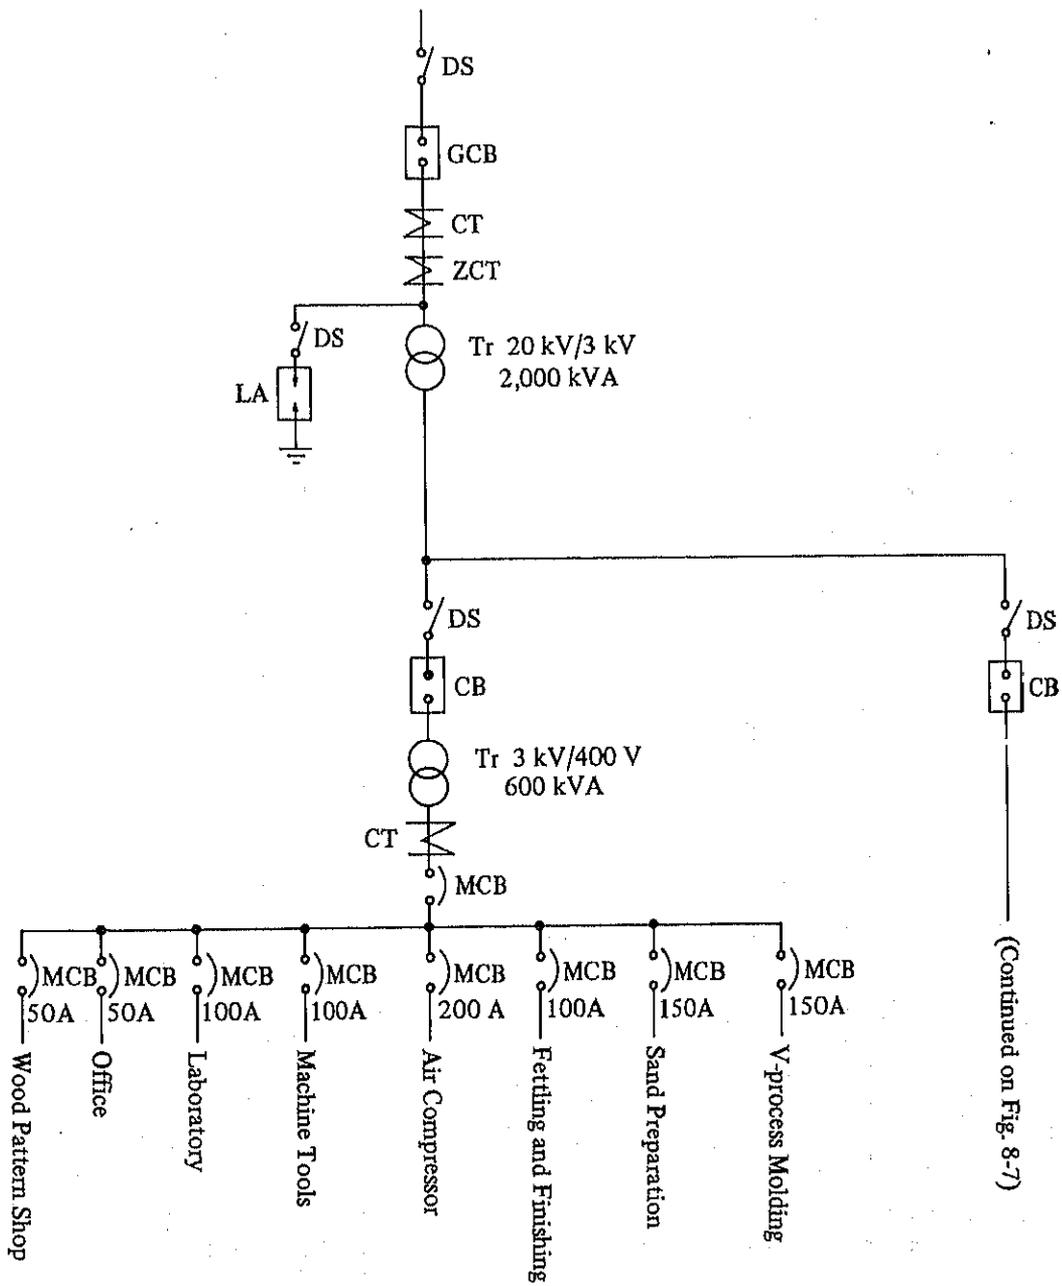 DS
GCB
CT
ZCT
DS
LA
Tr 20 kV/3 kV
2,000 kVA
DS
CB
DS
CB
Tr 3 kV/400 V
600 kVA
CT
MCB
MCB
50A
MCB
50A
MCB
100A
MCB
100A
MCB
200 A
MCB
100A
MCB
150A
MCB
150A
Wood Pattern Shop
Office
Laboratory
Machine Tools
Air Compressor
Fettling and Finishing
Sand Preparation
V-process Molding
(Continued on Fig. 8-7)